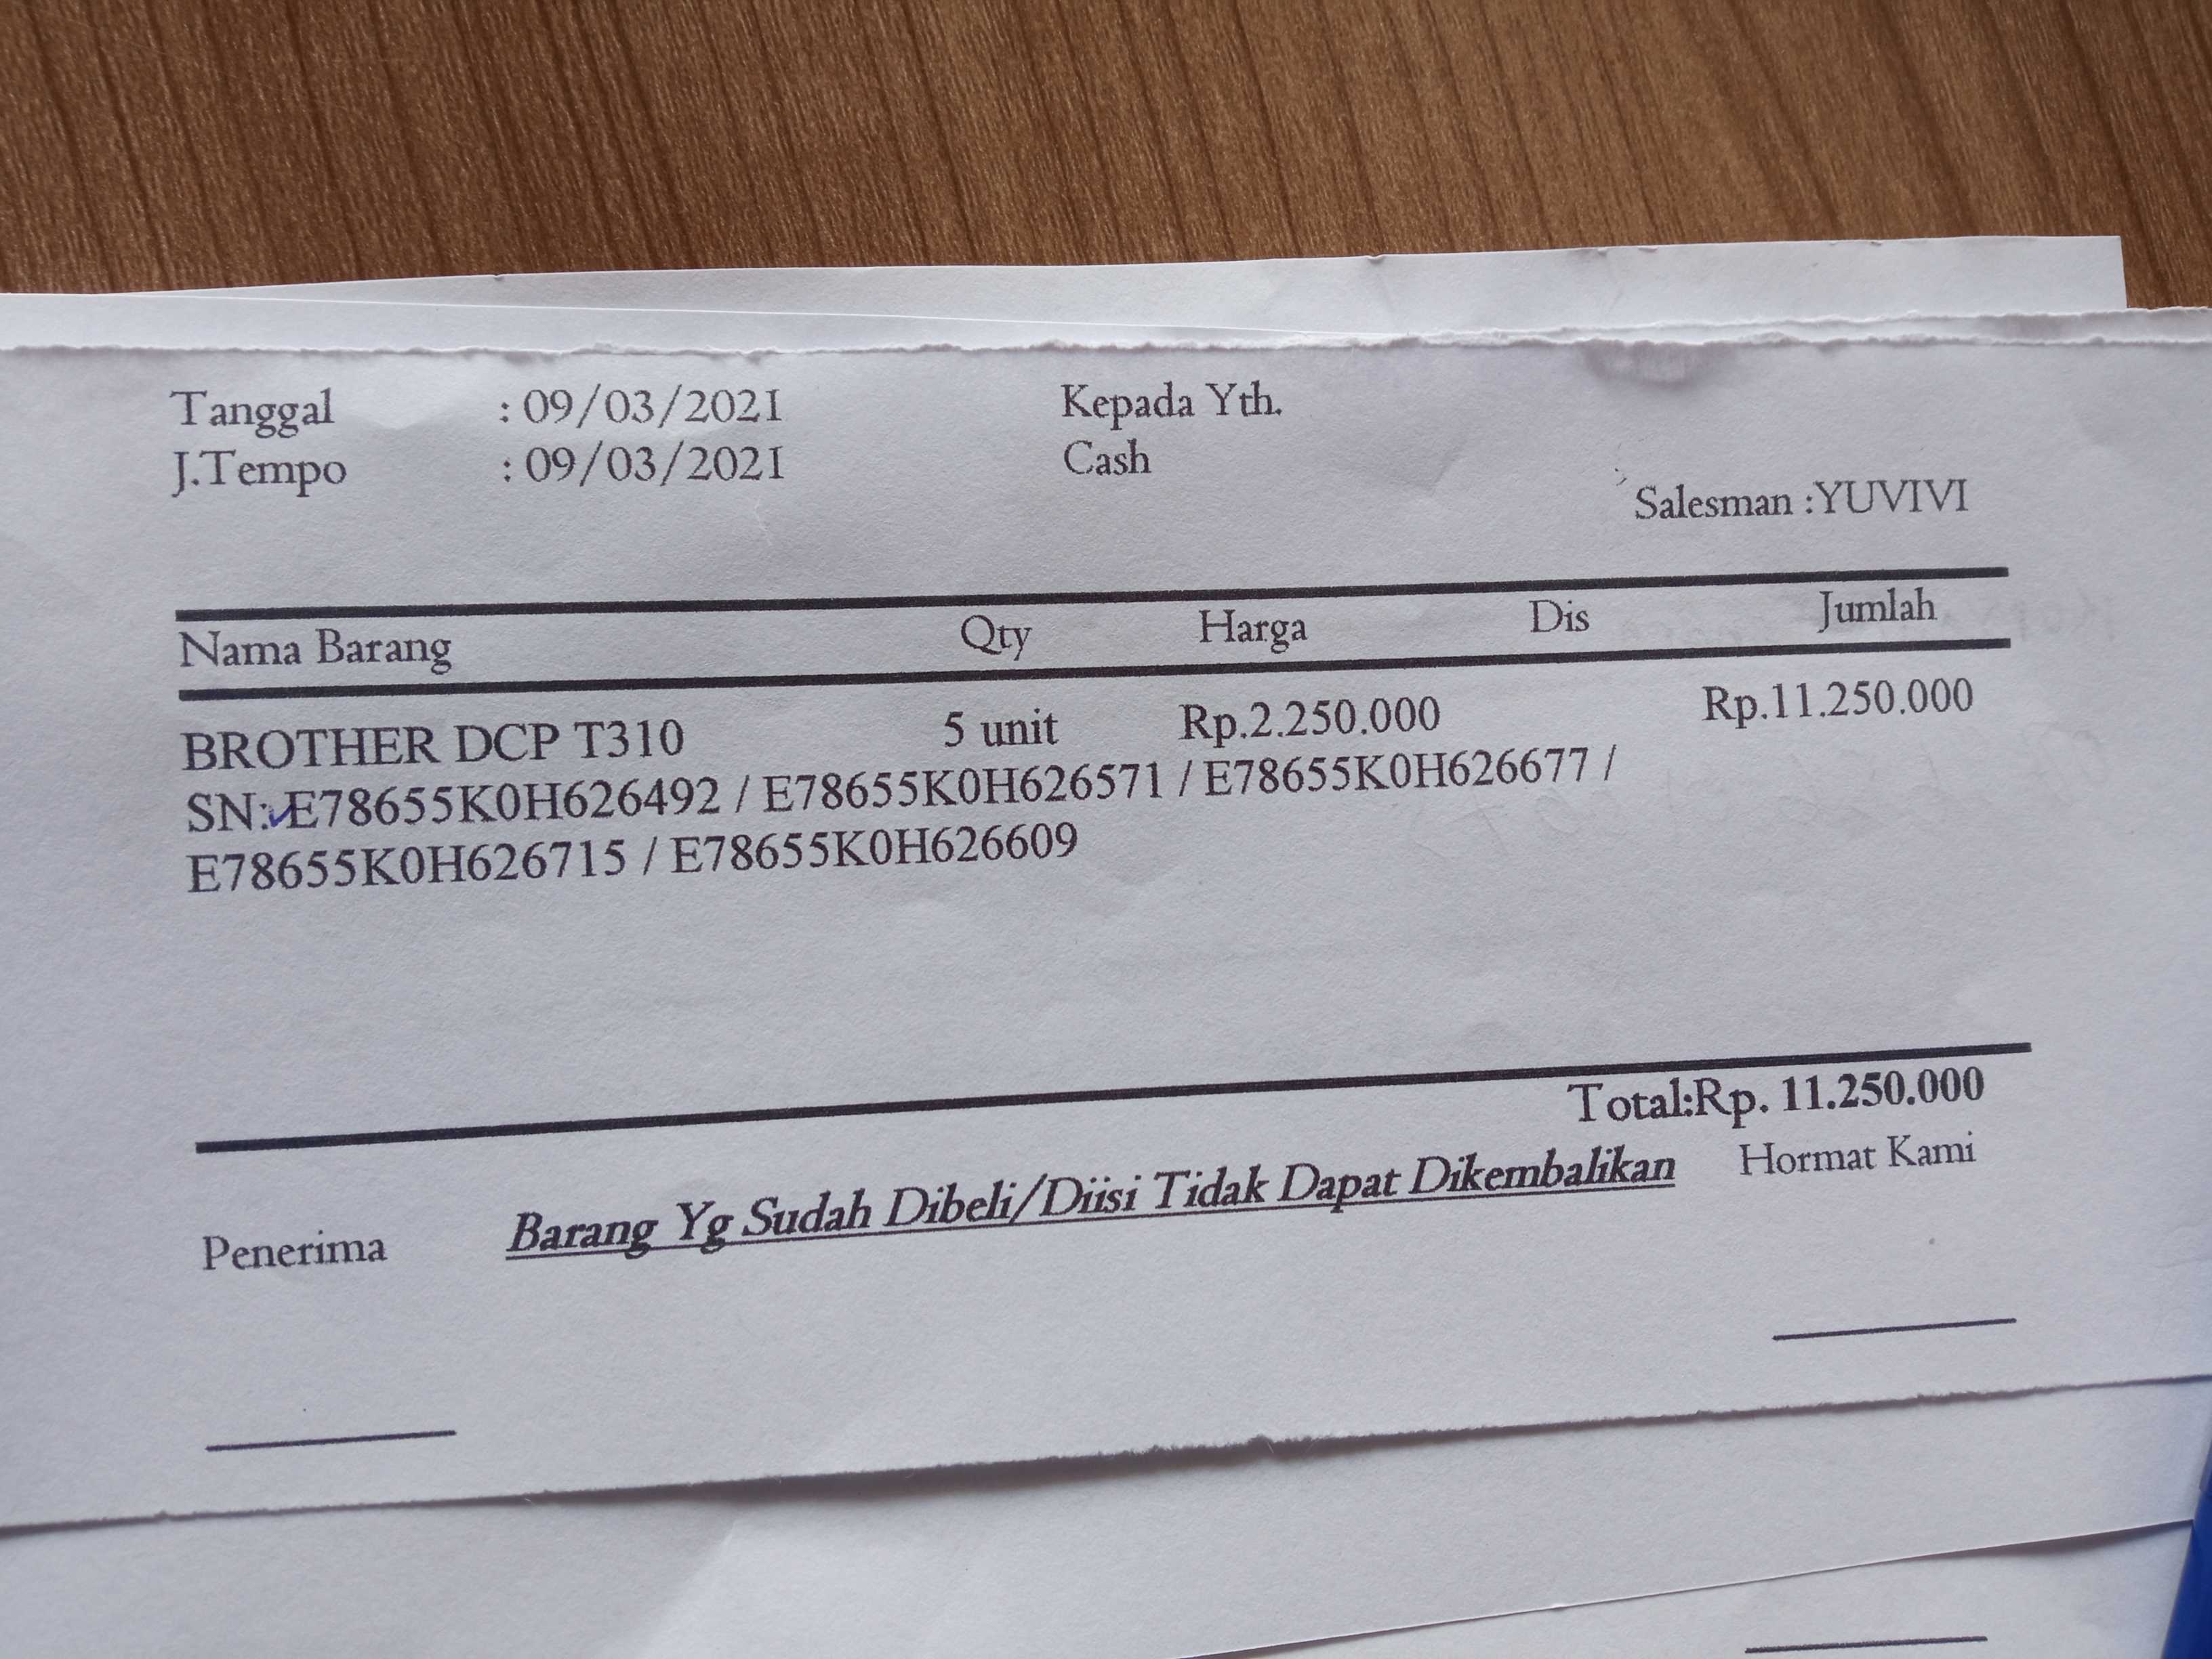 Tanggal : 09/03/2021 Kepada Yth.
J.Tempo : 09/03/2021 Cash
Salesman :YUVIVI
Nama Barang Qty Harga Dis Jumlah
BROTHER DCP T310 5 unit Rp.2.250.000 Rp.11.250.000
SN: E78655K0H626492 / E78655K0H626571 / E78655K0H626677 /
E78655K0H626715 / E78655K0H626609
Total:Rp. 11.250.000
Penerima Barang Yg Sudah Dibeli/Diisi Tidak Dapat Dikembalikan Hormat Kami